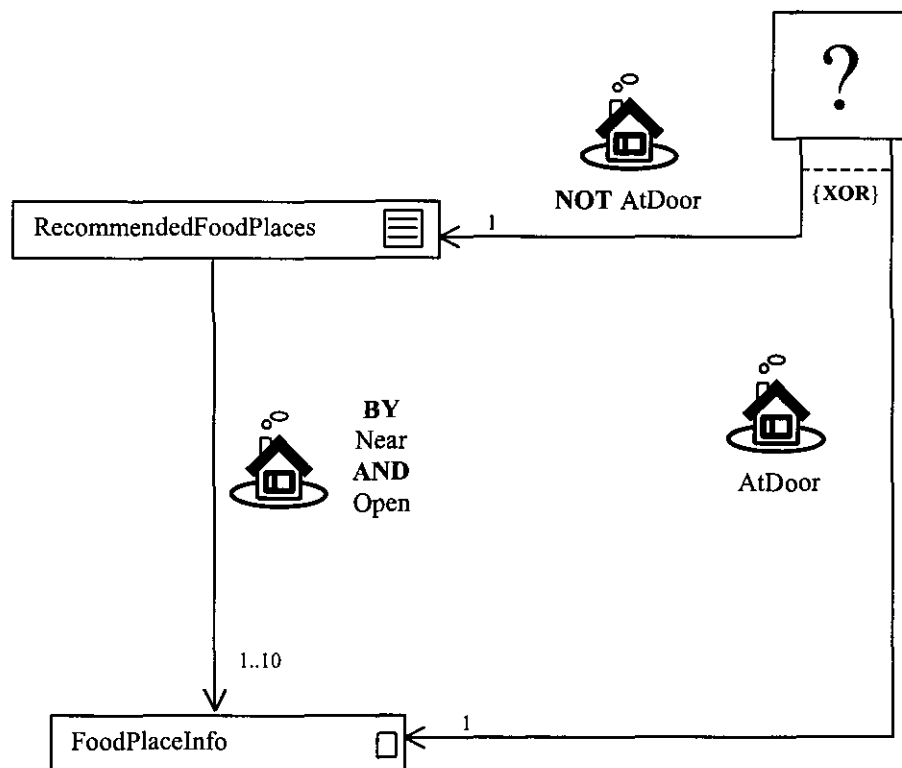 ?
NOT AtDoor
{XOR}
RecommendedFoodPlaces
1
BY
Near
AND
Open
AtDoor
1..10
1
FoodPlaceInfo